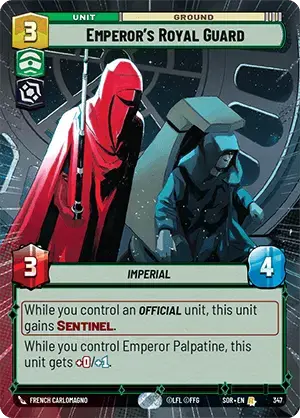 UNIT
GROUND
3
EMPEROR'S ROYAL GUARD
3
IMPERIAL
4
While you control an OFFICIAL unit, this unit
gains SENTINEL.
While you control Emperor Palpatine, this
unit gets +0/+1.
FRENCH CARLOMAGNO
©LFL ©FFG
SOR•EN
347